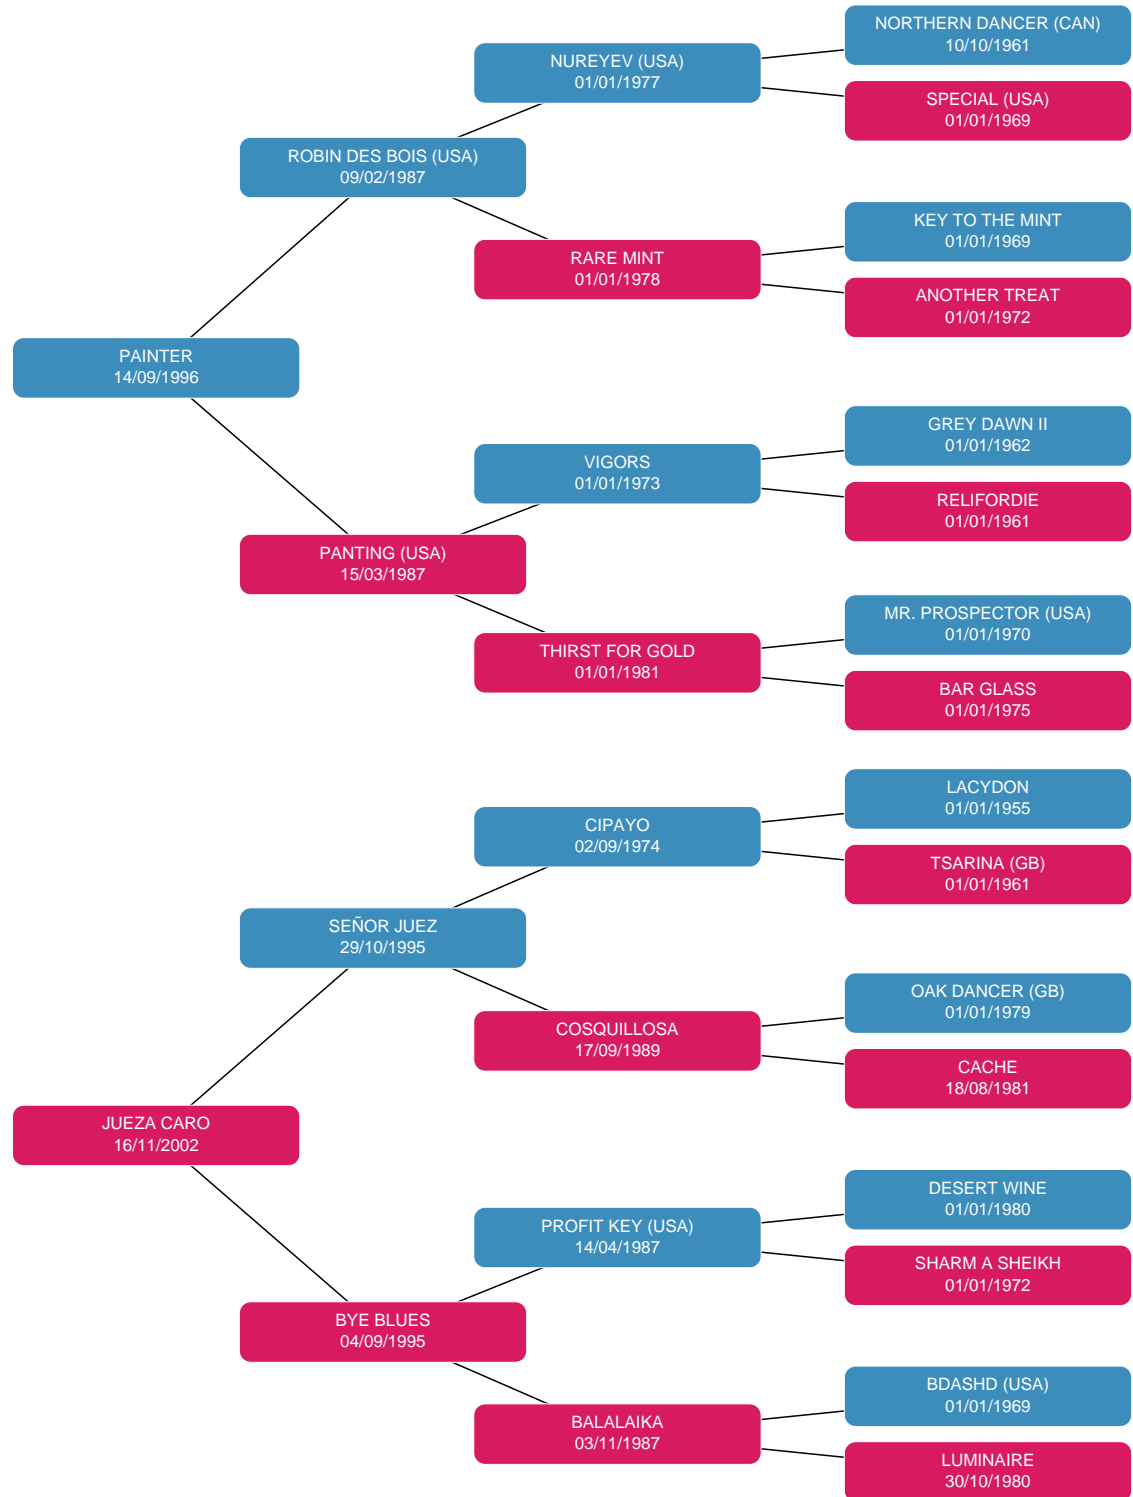 NORTHERN DANCER (CAN)
10/10/1961
NUREYEV (USA)
01/01/1977
SPECIAL (USA)
01/01/1969
ROBIN DES BOIS (USA)
09/02/1987
KEY TO THE MINT
01/01/1969
RARE MINT
01/01/1978
ANOTHER TREAT
01/01/1972
PAINTER
14/09/1996
GREY DAWN II
01/01/1962
VIGORS
01/01/1973
RELIFORDIE
01/01/1961
PANTING (USA)
15/03/1987
MR. PROSPECTOR (USA)
01/01/1970
THIRST FOR GOLD
01/01/1981
BAR GLASS
01/01/1975
LACYDON
01/01/1955
CIPAYO
02/09/1974
TSARINA (GB)
01/01/1961
SEÑOR JUEZ
29/10/1995
OAK DANCER (GB)
01/01/1979
COSQUILLOSA
17/09/1989
CACHE
18/08/1981
JUEZA CARO
16/11/2002
DESERT WINE
01/01/1980
PROFIT KEY (USA)
14/04/1987
SHARM A SHEIKH
01/01/1972
BYE BLUES
04/09/1995
BDASHD (USA)
01/01/1969
BALALAIKA
03/11/1987
LUMINAIRE
30/10/1980